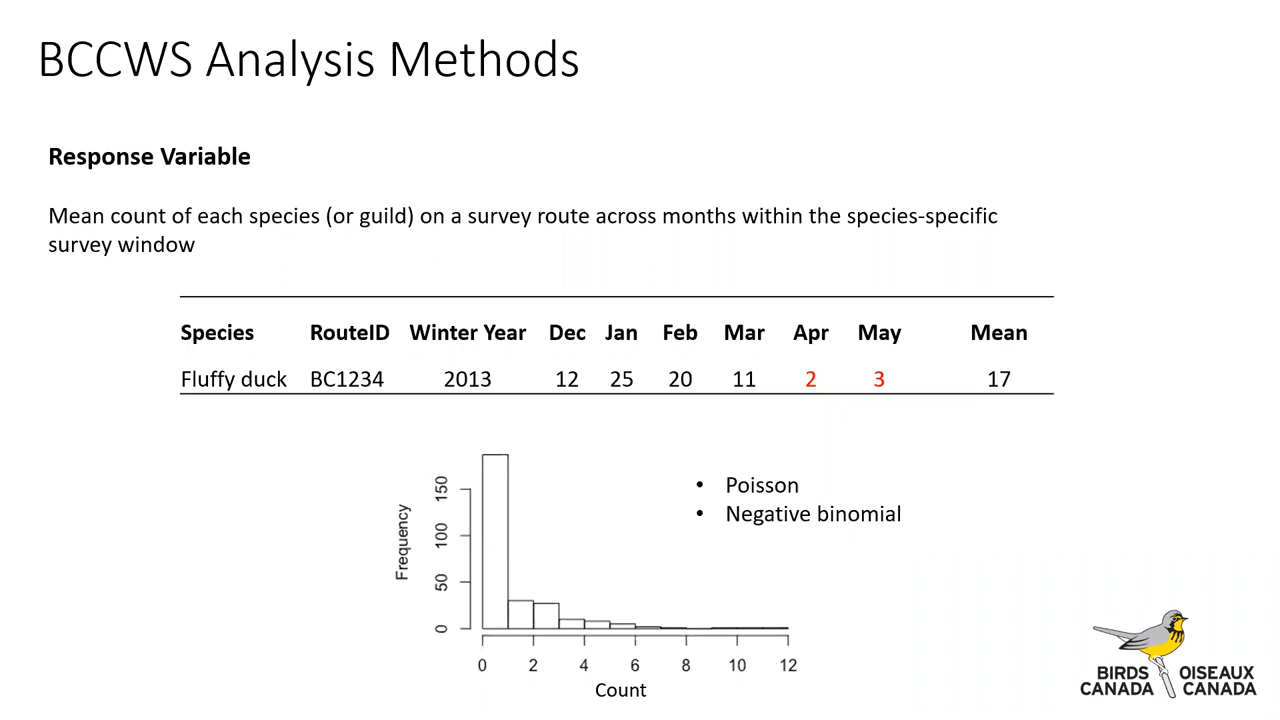 BCCWS Analysis Methods
Response Variable
Mean count of each species (or guild) on a survey route across months within the species-specific
survey window
Species RouteID Winter Year Dec Jan Feb Mar Apr May Mean
Fluffy duck BC1234 2013 12 25 20 11 2 3 17
• Poisson
• Negative binomial
Frequency
150
100
50
0
0 2 4 6 8 10 12
Count
BIRDS OISEAUX
CANADA CANADA